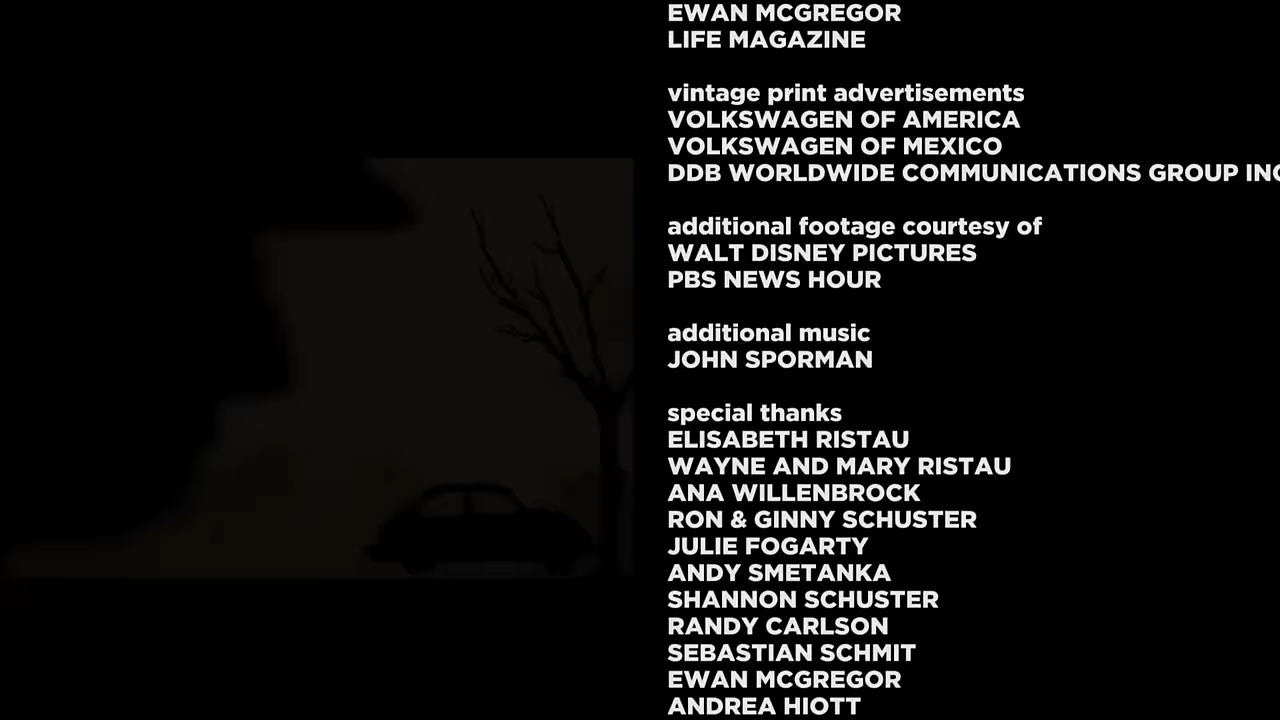 EWAN MCGREGOR
LIFE MAGAZINE
vintage print advertisements
VOLKSWAGEN OF AMERICA
VOLKSWAGEN OF MEXICO
DDB WORLDWIDE COMMUNICATIONS GROUP INC
additional footage courtesy of
WALT DISNEY PICTURES
PBS NEWS HOUR
additional music
JOHN SPORMAN
special thanks
ELISABETH RISTAU
WAYNE AND MARY RISTAU
ANA WILLENBROCK
RON & GINNY SCHUSTER
JULIE FOGARTY
ANDY SMETANKA
SHANNON SCHUSTER
RANDY CARLSON
SEBASTIAN SCHMIT
EWAN MCGREGOR
ANDREA HIOTT